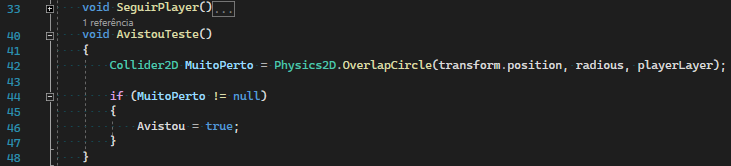 33 void SeguirPlayer()...
1 referência
40 void AvistouTeste()
41 {
42 Collider2D MuitoPerto = Physics2D.OverlapCircle(transform.position, radious, playerLayer);
43
44 if (MuitoPerto != null)
45 {
46 Avistou = true;
47 }
48 }